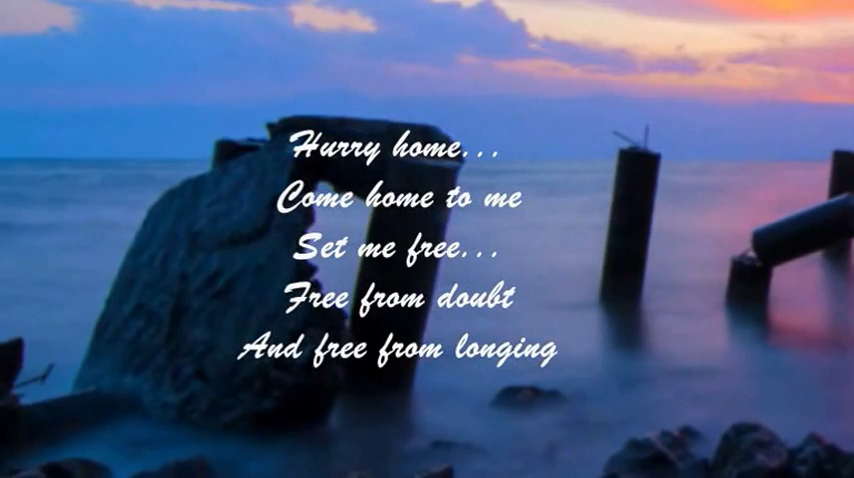 Hurry home...
Come home to me
Set me free...
Free from doubt
And free from longing